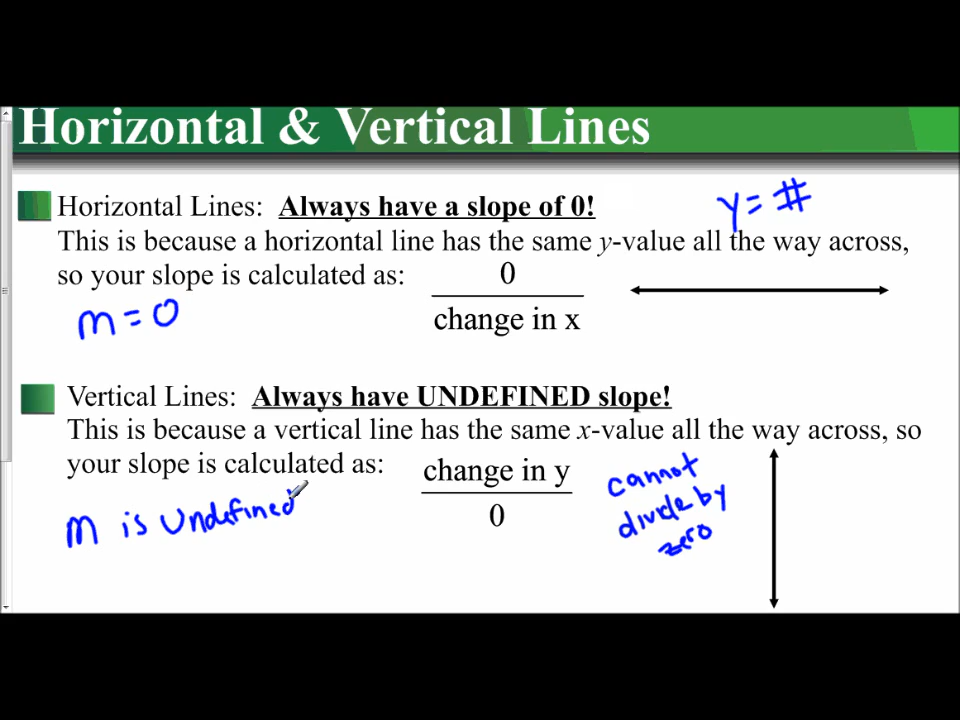 Horizontal & Vertical Lines
Horizontal Lines: Always have a slope of 0!
y = #
This is because a horizontal line has the same y-value all the way across,
so your slope is calculated as:
0
change in x
m = 0
Vertical Lines: Always have UNDEFINED slope!
This is because a vertical line has the same x-value all the way across, so
your slope is calculated as:
change in y
0
m is undefined
cannot
divide by
zero